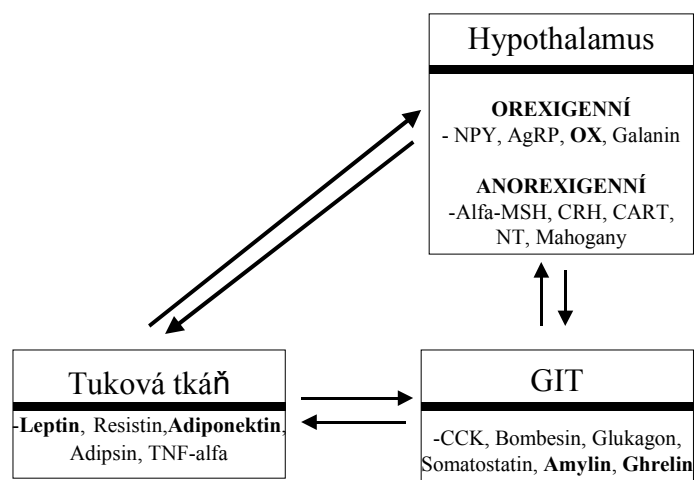 Hypothalamus
OREXIGENNÍ
- NPY, AgRP, OX, Galanin
ANOREXIGENNÍ
-Alfa-MSH, CRH, CART,
NT, Mahogany
Tuková tkáň
-Leptin, Resistin,Adiponektin,
Adipsin, TNF-alfa
GIT
-CCK, Bombesin, Glukagon,
Somatostatin, Amylin, Ghrelin